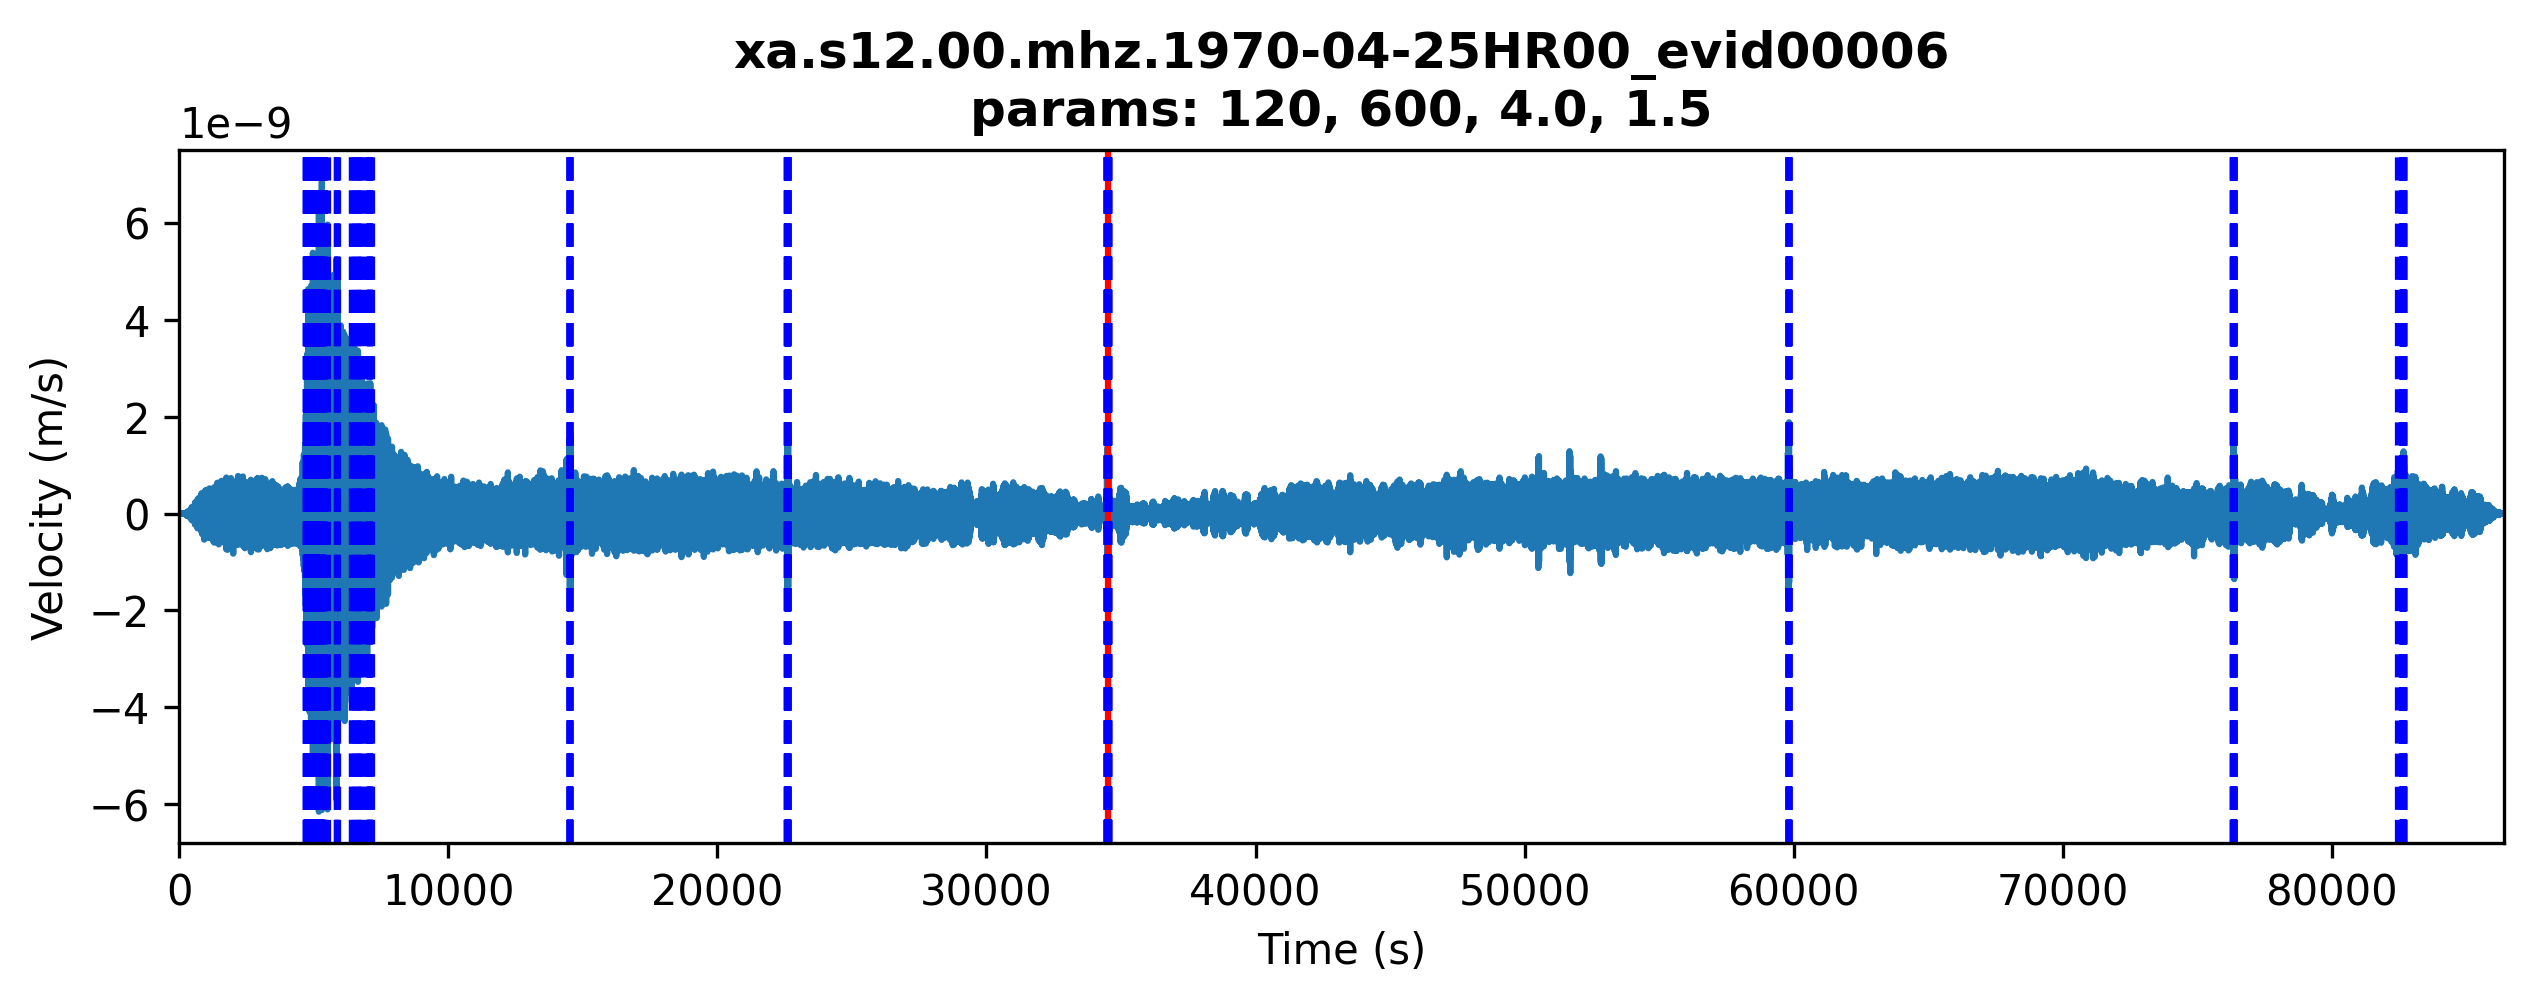 xa.s12.00.mhz.1970-04-25HR00_evid00006
params: 120, 600, 4.0, 1.5
1e−9
6
4
2
0
−2
−4
−6
Velocity (m/s)
0 10000 20000 30000 40000 50000 60000 70000 80000
Time (s)